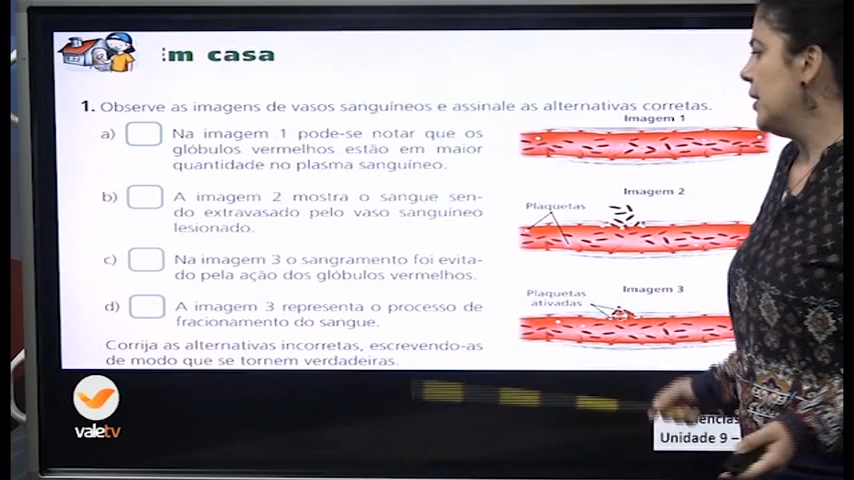 Em casa
1. Observe as imagens de vasos sanguíneos e assinale as alternativas corretas.
a) Na imagem 1 pode-se notar que os
glóbulos vermelhos estão em maior
quantidade no plasma sanguíneo.
b) A imagem 2 mostra o sangue sen-
do extravasado pelo vaso sanguíneo
lesionado.
c) Na imagem 3 o sangramento foi evita-
do pela ação dos glóbulos vermelhos.
d) A imagem 3 representa o processo de
fracionamento do sangue.
Corrija as alternativas incorretas, escrevendo-as
de modo que se tornem verdadeiras.
Imagem 1
Imagem 2
Plaquetas
Imagem 3
Plaquetas
ativadas
valetv
Unidade 9 –